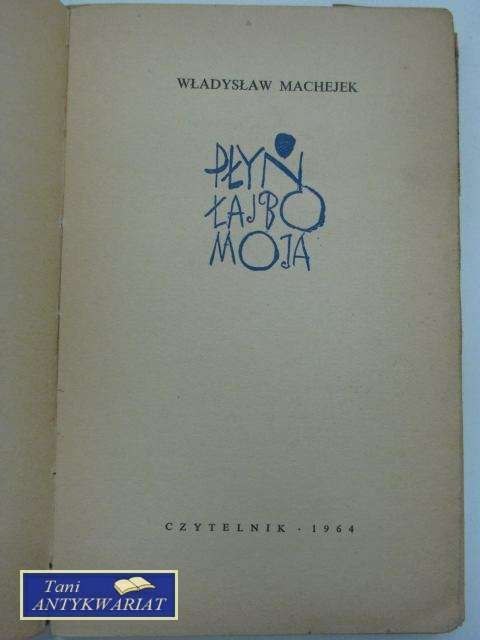 WŁADYSŁAW MACHEJEK
PŁYŃ
ŁAJBO
MOJA
CZYTELNIK · 1964
Tani
ANTYKWARIAT